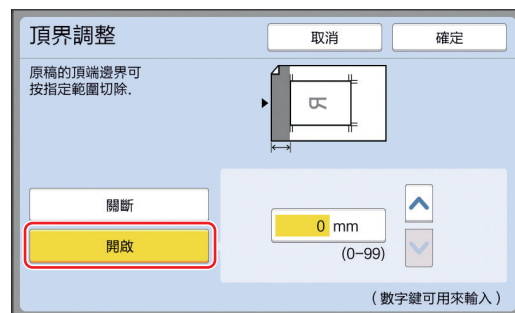 頂界調整
取消
確定
原稿的頂端邊界可
按指定範圍切除.
R
關斷
開啟
0 mm
(0-99)
(數字鍵可用來輸入)